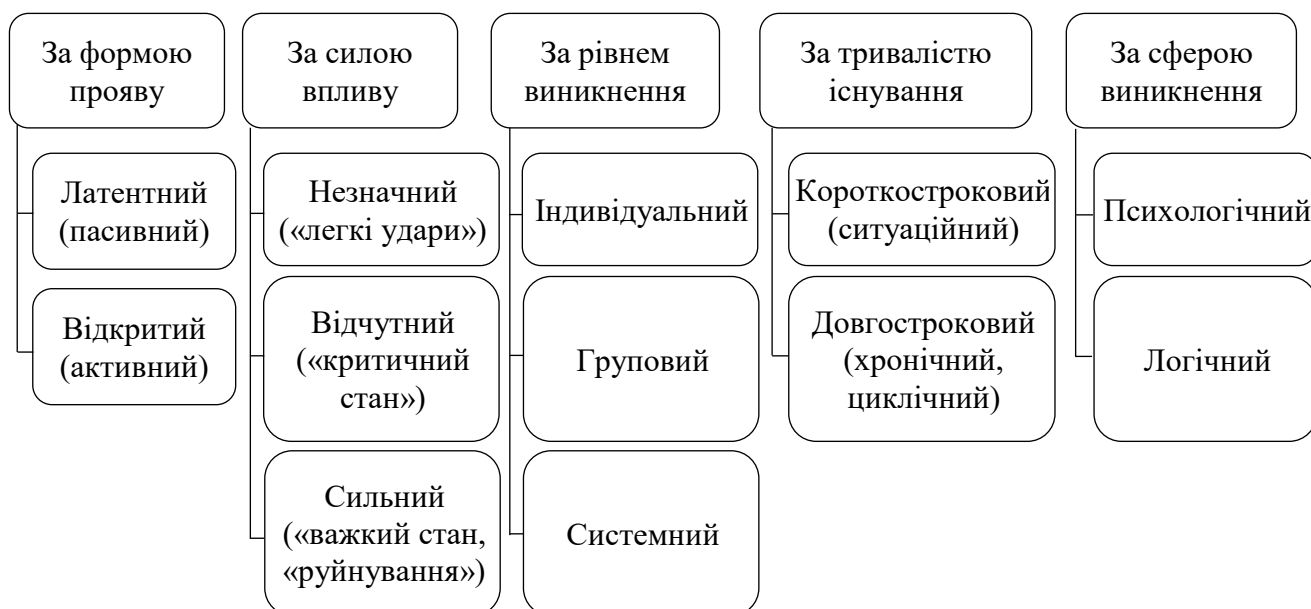 За формою
прояву
Латентний
(пасивний)
Відкритий
(активний)
За силою
впливу
Незначний
(«легкі удари»)
Відчутний
(«критичний
стан»)
Сильний
(«важкий стан,
«руйнування»)
За рівнем
виникнення
Індивідуальний
Груповий
Системний
За тривалістю
існування
Короткостроковий
(ситуаційний)
Довгостроковий
(хронічний,
циклічний)
За сферою
виникнення
Психологічний
Логічний